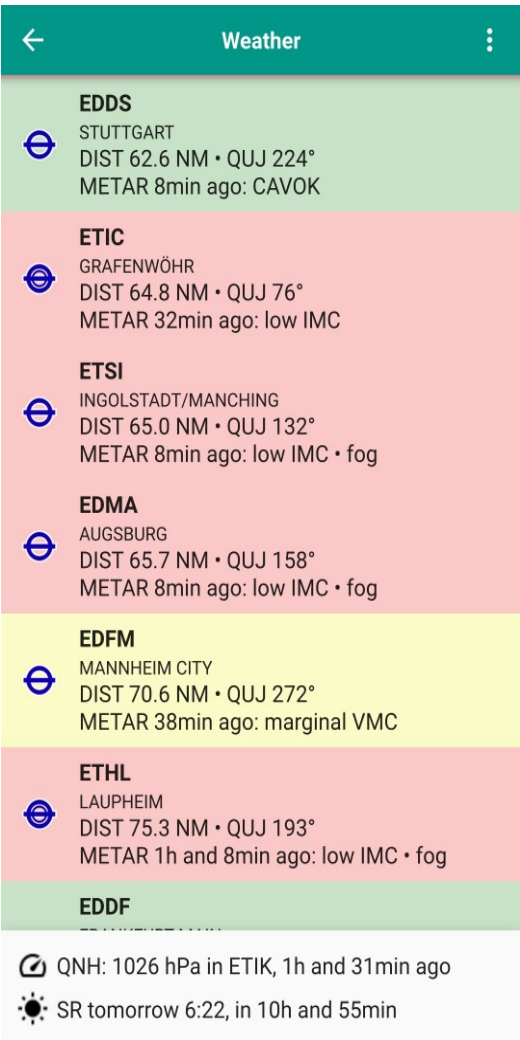 Weather
EDDS
STUTTGART
DIST 62.6 NM • QUJ 224°
METAR 8min ago: CAVOK
ETIC
GRAFENWÖHR
DIST 64.8 NM • QUJ 76°
METAR 32min ago: low IMC
ETSI
INGOLSTADT/MANCHING
DIST 65.0 NM • QUJ 132°
METAR 8min ago: low IMC • fog
EDMA
AUGSBURG
DIST 65.7 NM • QUJ 158°
METAR 8min ago: low IMC • fog
EDFM
MANNHEIM CITY
DIST 70.6 NM • QUJ 272°
METAR 38min ago: marginal VMC
ETHL
LAUPHEIM
DIST 75.3 NM • QUJ 193°
METAR 1h and 8min ago: low IMC • fog
EDDF
QNH: 1026 hPa in ETIK, 1h and 31min ago
SR tomorrow 6:22, in 10h and 55min